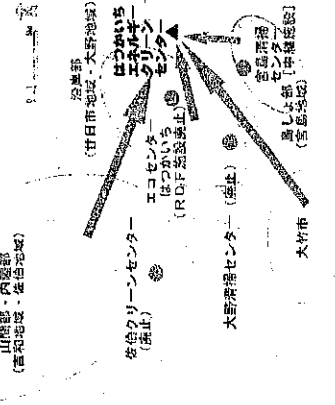 山間部・内陸部
(吉和地域・佐伯地域)
沿岸部
(廿日市地域・大野地域)
はつかいち
エネルギー
クリーン
センター
佐伯クリーンセンター
(廃止)
エコセンター
はつかいち
(RDF施設廃止)
宮島清掃
センター
[中継施設]
島しょ部
(宮島地域)
大野清掃センター (廃止)
大竹市